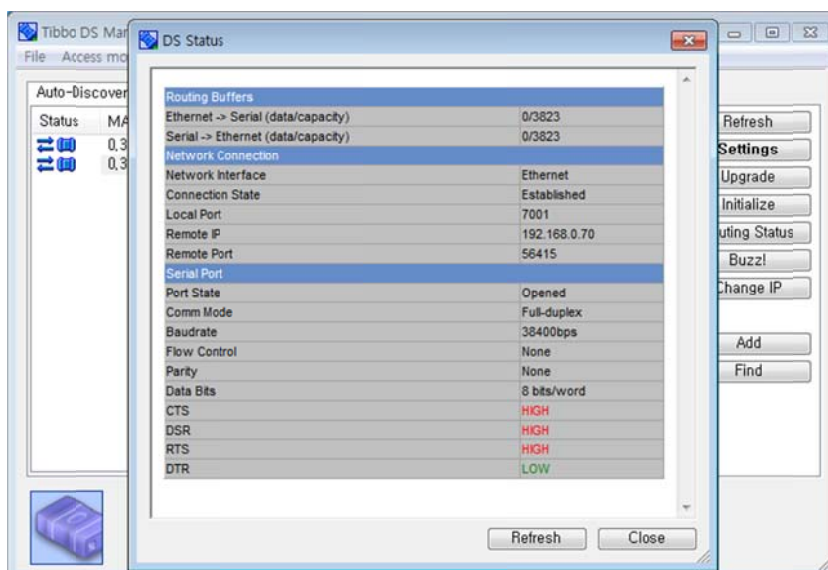 Tibbo DS Mar
File Access mo
Auto-Discover
Status MA
0,3
0,3
DS Status
Routing Buffers
Ethernet -> Serial (data/capacity) 0/3823
Serial -> Ethernet (data/capacity) 0/3823
Network Connection
Network Interface Ethernet
Connection State Established
Local Port 7001
Remote IP 192.168.0.70
Remote Port 56415
Serial Port
Port State Opened
Comm Mode Full-duplex
Baudrate 38400bps
Flow Control None
Parity None
Data Bits 8 bits/word
CTS HIGH
DSR HIGH
RTS HIGH
DTR LOW
Refresh Close
Refresh
Settings
Upgrade
Initialize
uting Status
Buzz!
Change IP
Add
Find